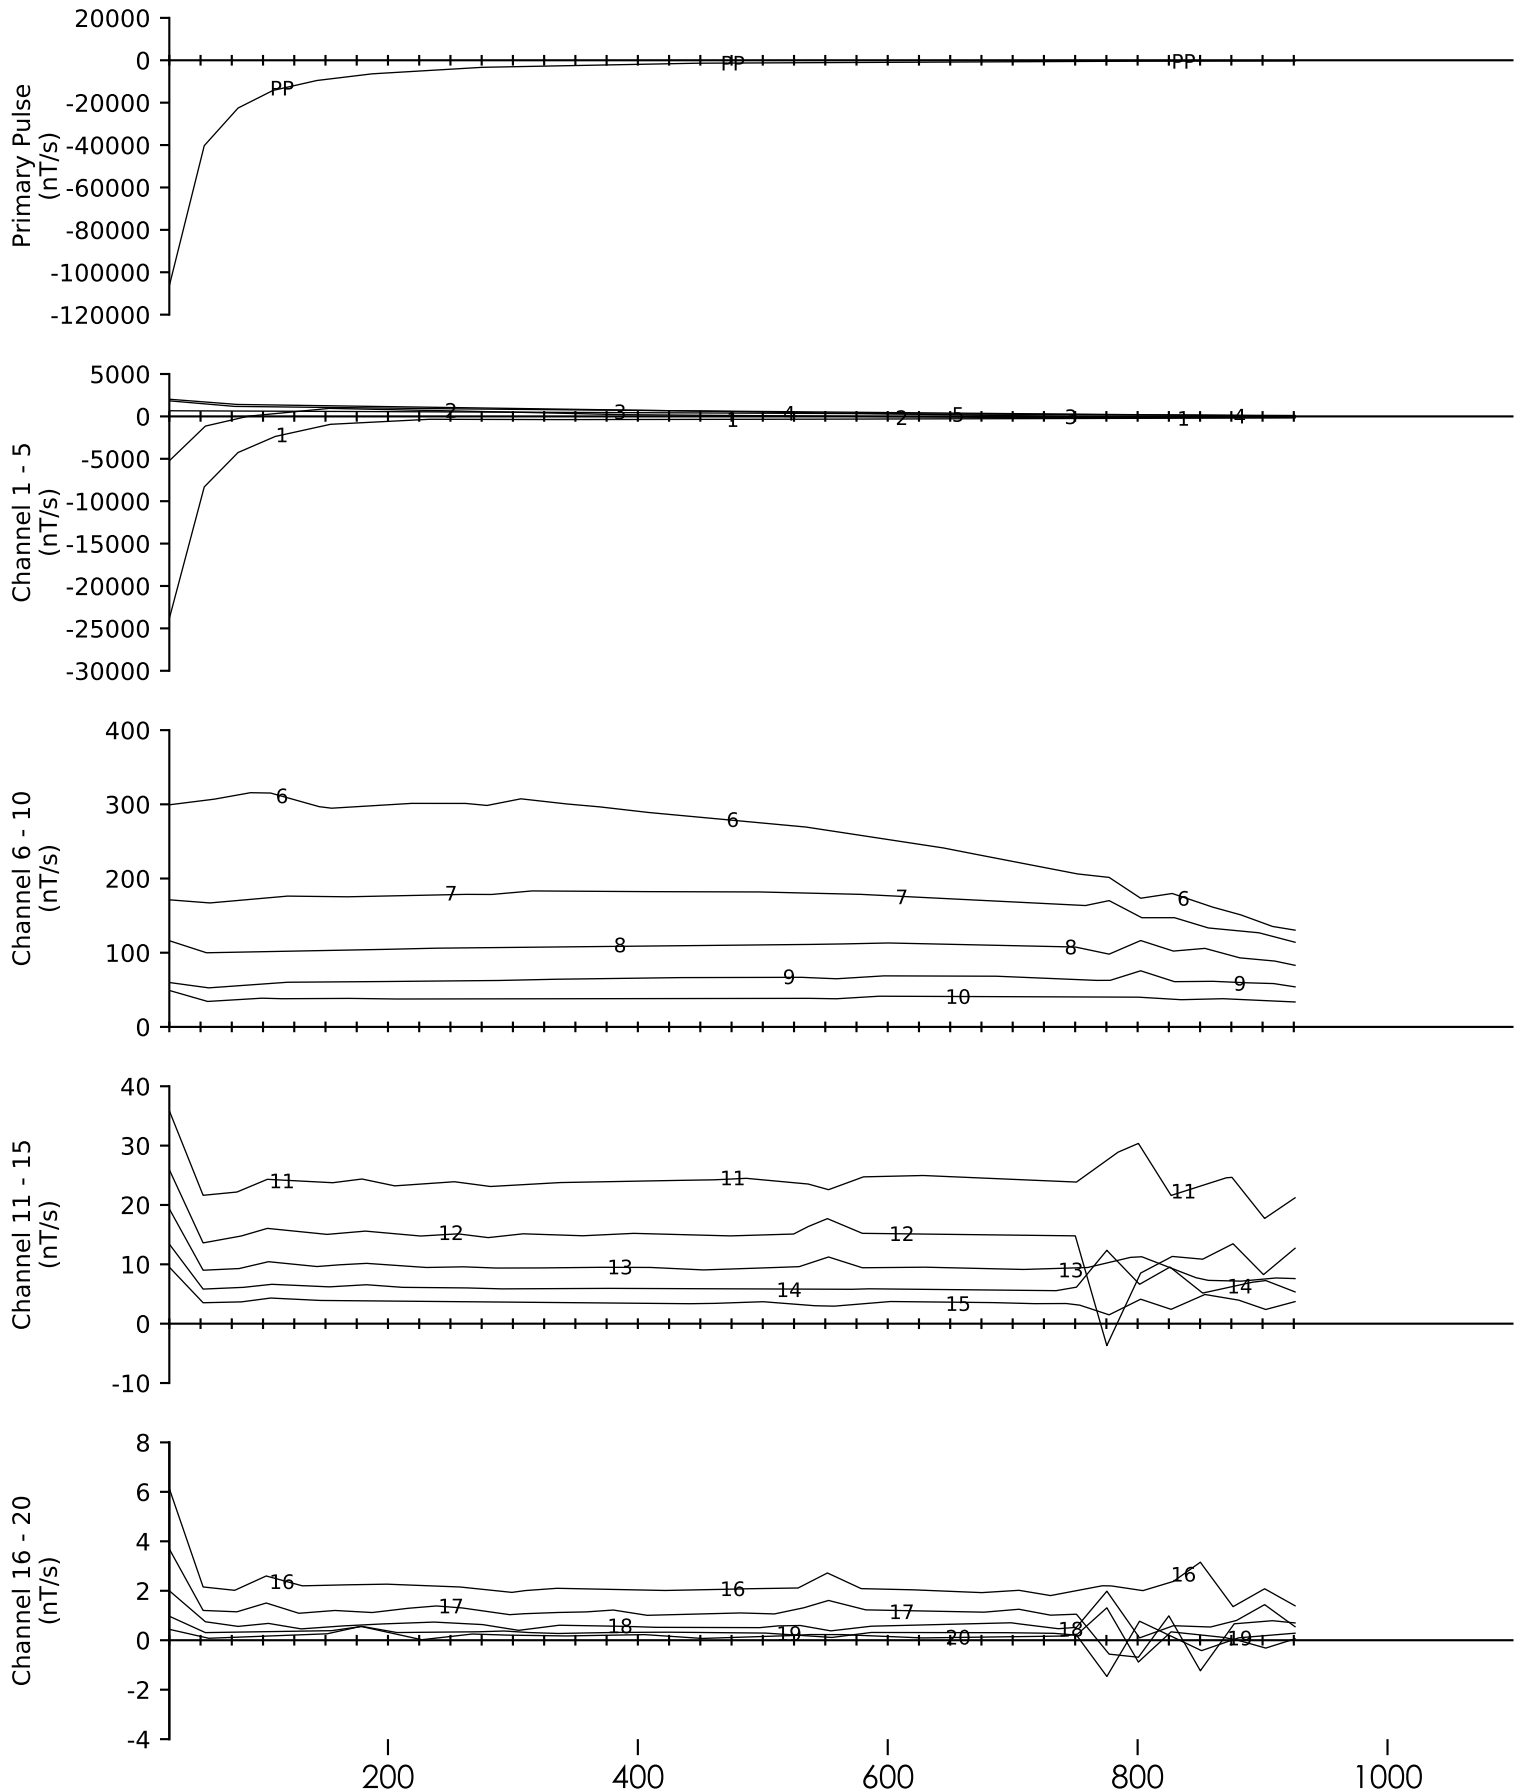 20000
0
-20000
-40000
-60000
-80000
-100000
-120000
Primary Pulse
(nT/s)
PP
PP
PP
5000
0
-5000
-10000
-15000
-20000
-25000
-30000
Channel 1 - 5
(nT/s)
1 2 3 1 4 2 5 3 1 4
400
300
200
100
0
Channel 6 - 10
(nT/s)
6 6 6
7 7
8 8
9 9
10
40
30
20
10
0
-10
Channel 11 - 15
(nT/s)
11 11 11
12 12
13 13
14 14
15
8
6
4
2
0
-2
-4
Channel 16 - 20
(nT/s)
16 16 16
17 17
18 18
19 19
20
200 400 600 800 1000